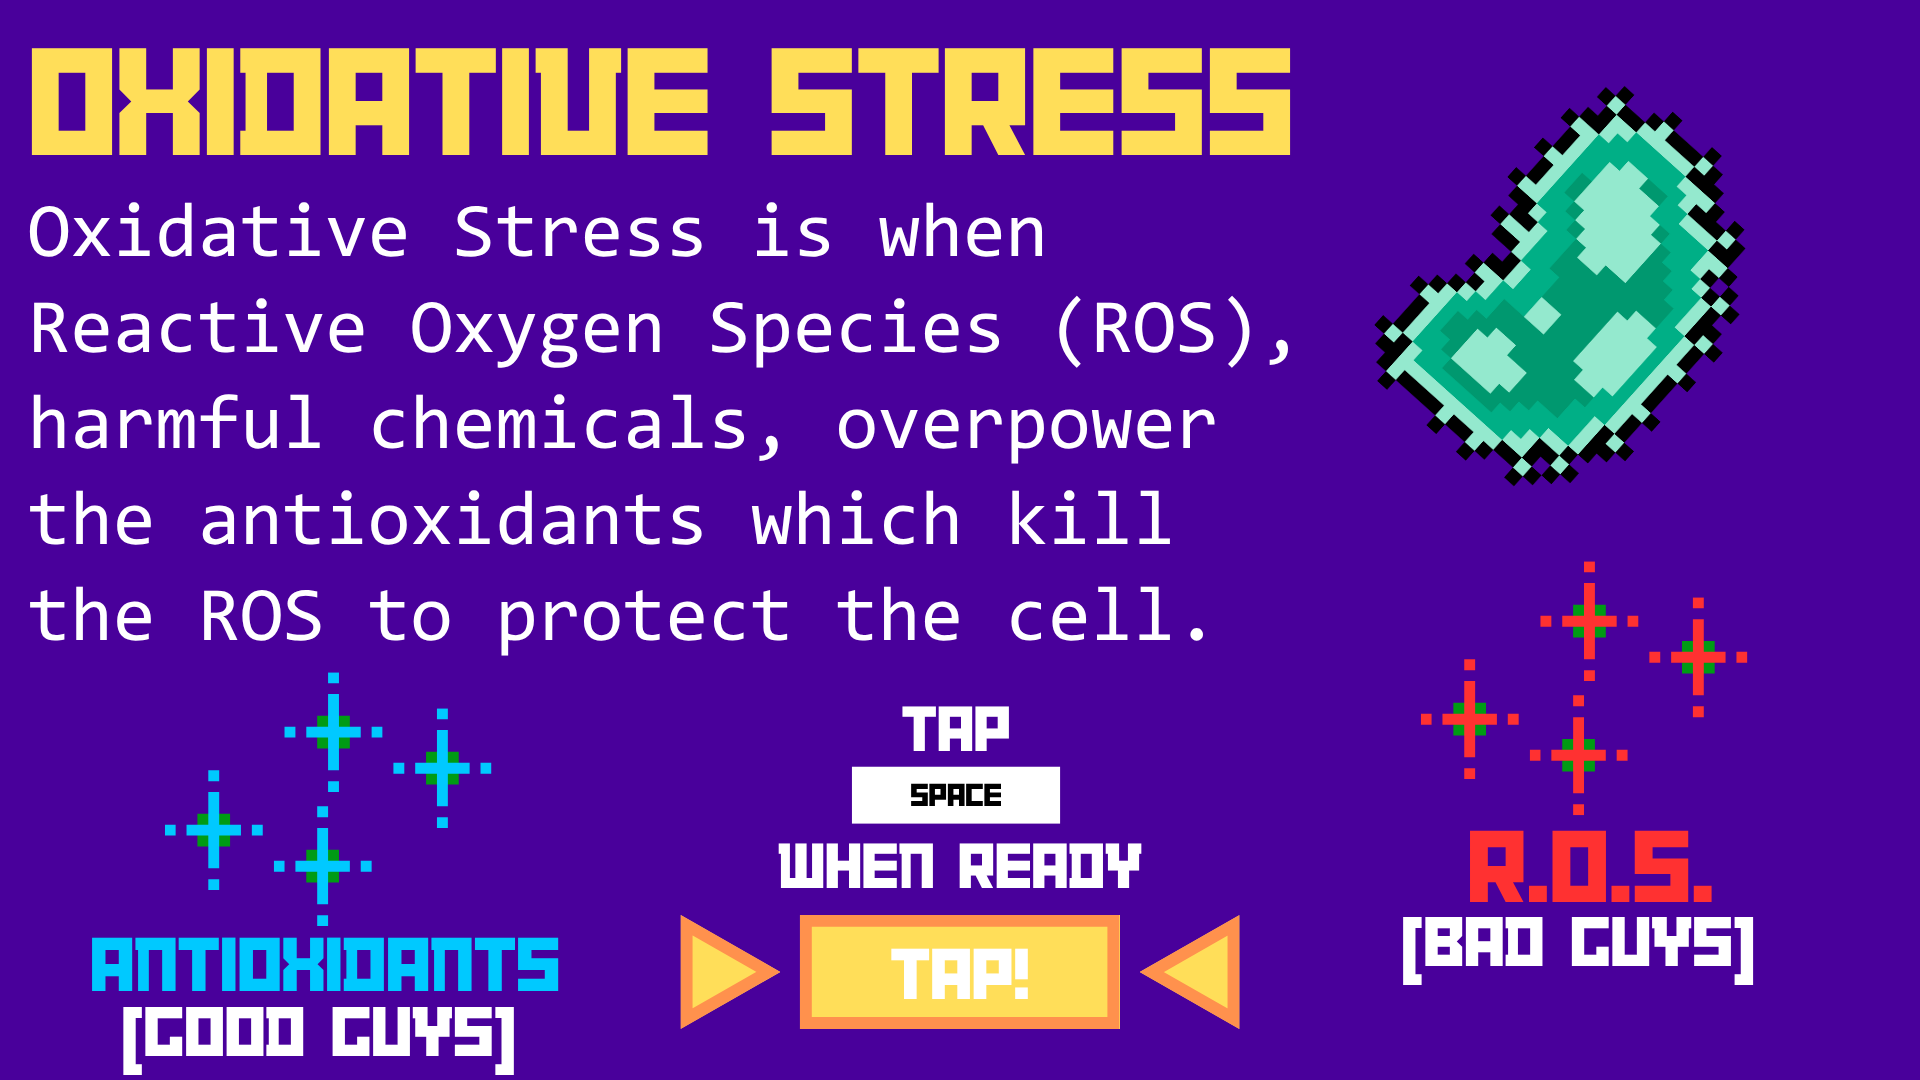 OXIDATIVE STRESS
Oxidative Stress is when
Reactive Oxygen Species (ROS),
harmful chemicals, overpower
the antioxidants which kill
the ROS to protect the cell.
TAP
SPACE
WHEN READY
TAP!
ANTIOXIDANTS
[GOOD GUYS]
R.O.S.
[BAD GUYS]